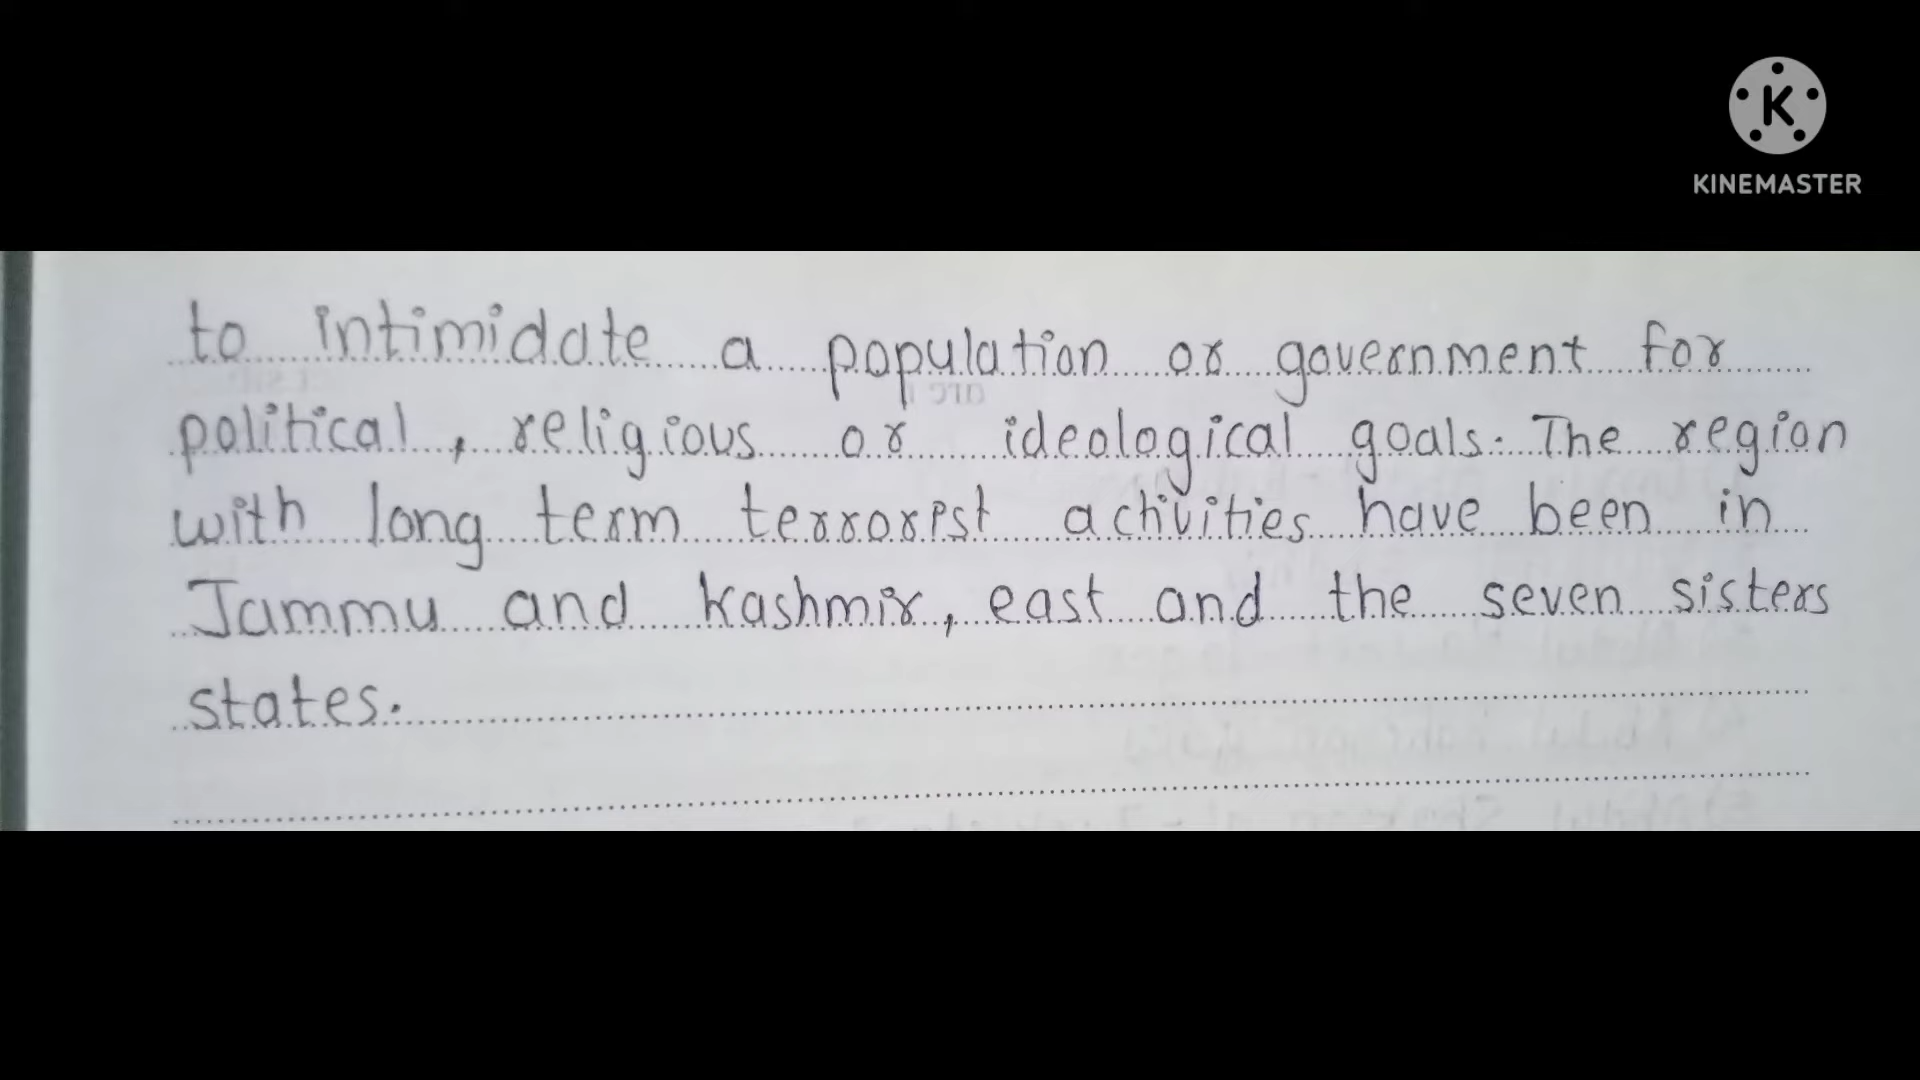 KINEMASTER
to intimidate a population or government for
political, religious or ideological goals. The region
with long term terrorist activities have been in
Jammu and Kashmir, east and the seven sisters
states.